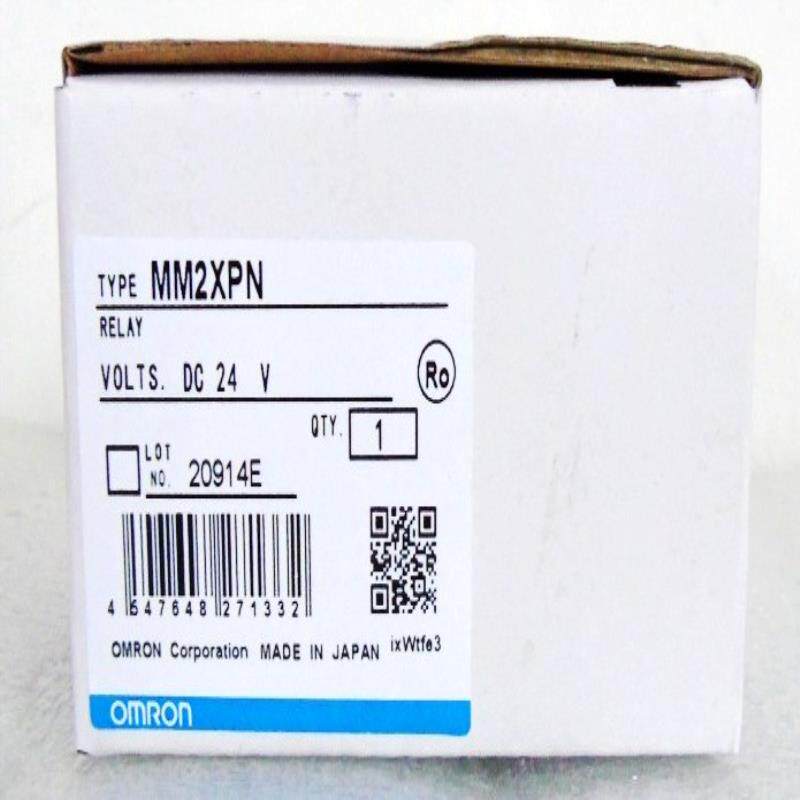 TYPE MM2XPN
RELAY
VOLTS. DC 24 V
Ro
QTY. 1
LOT
NO. 20914E
4 547648 271332
OMRON Corporation MADE IN JAPAN ixWtfe3
OMRON